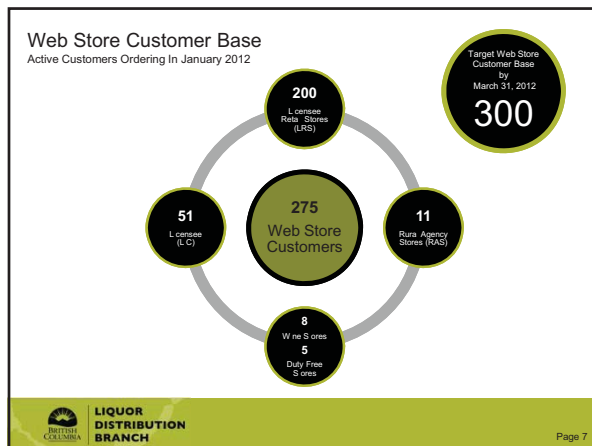 Web Store Customer Base
Active Customers Ordering In January 2012
Target Web Store
Customer Base
by
March 31, 2012
300
200
L censee
Reta Stores
(LRS)
51
L censee
(L C)
275
Web Store
Customers
11
Rura Agency
Stores (RAS)
8
W ne S ores
5
Duty Free
S ores
BRITISH
COLUMBIA
LIQUOR
DISTRIBUTION
BRANCH
Page 7